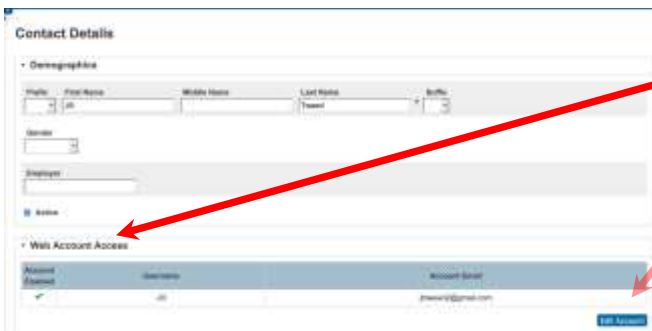 Contact Details
Demographics
Prefix First Name Middle Name Last Name Suffix
Jill
Gender
Employer
Active
Web Account Access
Account Enabled Username Account Email
Jill
Edit Account